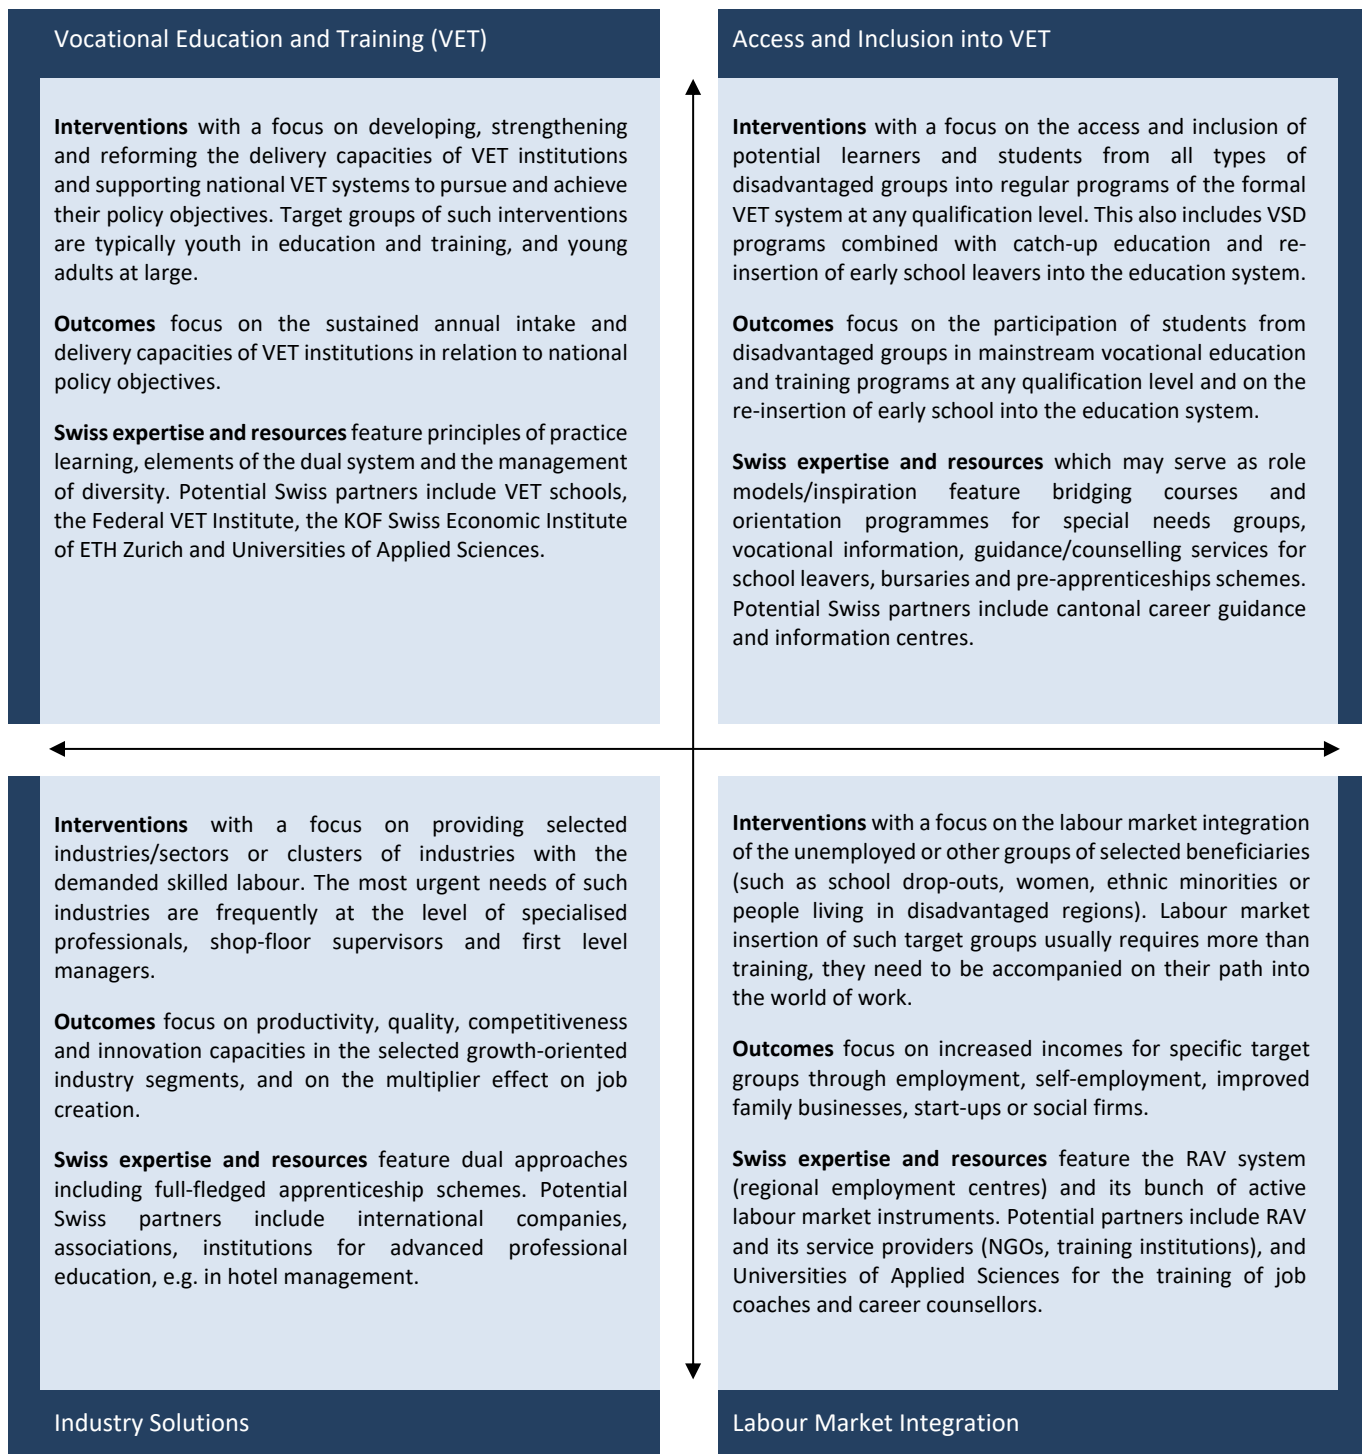 Vocational Education and Training (VET)
Interventions with a focus on developing, strengthening
and reforming the delivery capacities of VET institutions
and supporting national VET systems to pursue and achieve
their policy objectives. Target groups of such interventions
are typically youth in education and training, and young
adults at large.
Outcomes focus on the sustained annual intake and
delivery capacities of VET institutions in relation to national
policy objectives.
Swiss expertise and resources feature principles of practice
learning, elements of the dual system and the management
of diversity. Potential Swiss partners include VET schools,
the Federal VET Institute, the KOF Swiss Economic Institute
of ETH Zurich and Universities of Applied Sciences.
Access and Inclusion into VET
Interventions with a focus on the access and inclusion of
potential learners and students from all types of
disadvantaged groups into regular programs of the formal
VET system at any qualification level. This also includes VSD
programs combined with catch-up education and re-
insertion of early school leavers into the education system.
Outcomes focus on the participation of students from
disadvantaged groups in mainstream vocational education
and training programs at any qualification level and on the
re-insertion of early school into the education system.
Swiss expertise and resources which may serve as role
models/inspiration feature bridging courses and
orientation programmes for special needs groups,
vocational information, guidance/counselling services for
school leavers, bursaries and pre-apprenticeships schemes.
Potential Swiss partners include cantonal career guidance
and information centres.
Interventions with a focus on providing selected
industries/sectors or clusters of industries with the
demanded skilled labour. The most urgent needs of such
industries are frequently at the level of specialised
professionals, shop-floor supervisors and first level
managers.
Outcomes focus on productivity, quality, competitiveness
and innovation capacities in the selected growth-oriented
industry segments, and on the multiplier effect on job
creation.
Swiss expertise and resources feature dual approaches
including full-fledged apprenticeship schemes. Potential
Swiss partners include international companies,
associations, institutions for advanced professional
education, e.g. in hotel management.
Industry Solutions
Interventions with a focus on the labour market integration
of the unemployed or other groups of selected beneficiaries
(such as school drop-outs, women, ethnic minorities or
people living in disadvantaged regions). Labour market
insertion of such target groups usually requires more than
training, they need to be accompanied on their path into
the world of work.
Outcomes focus on increased incomes for specific target
groups through employment, self-employment, improved
family businesses, start-ups or social firms.
Swiss expertise and resources feature the RAV system
(regional employment centres) and its bunch of active
labour market instruments. Potential partners include RAV
and its service providers (NGOs, training institutions), and
Universities of Applied Sciences for the training of job
coaches and career counsellors.
Labour Market Integration